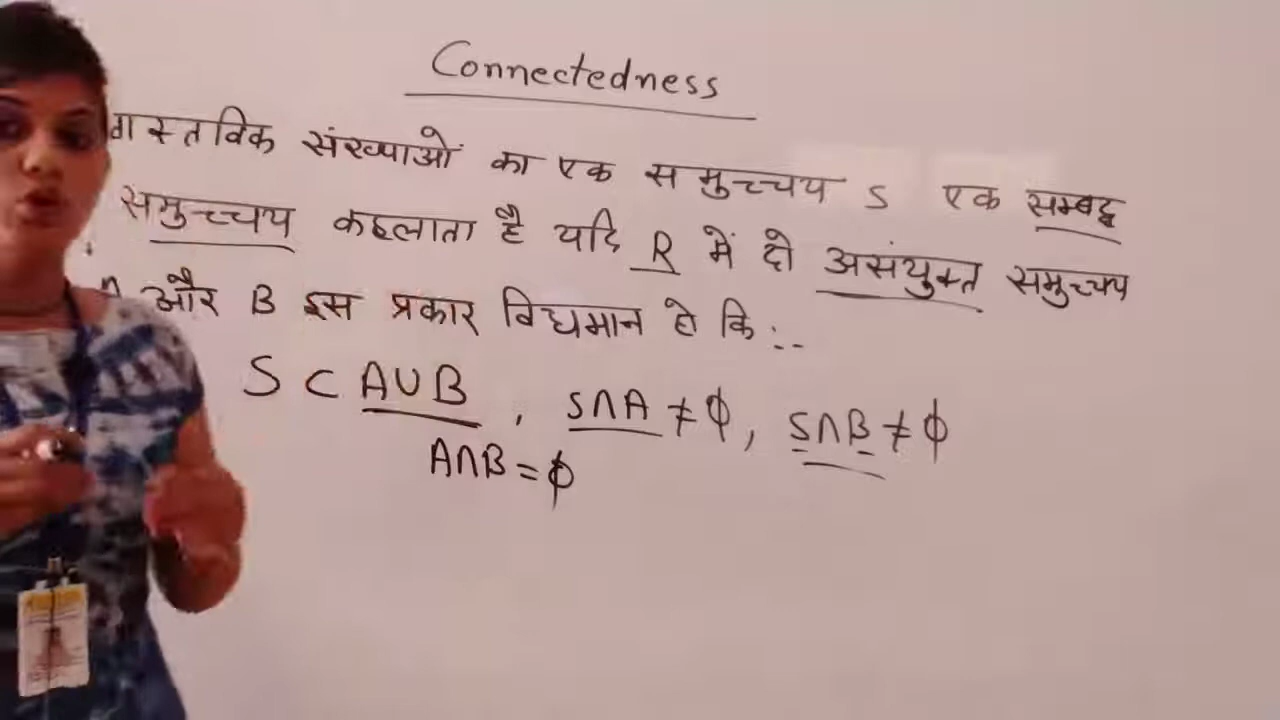 Connectedness
वास्तविक संख्याओं का एक समुच्चय S एक सम्बद्ध
समुच्चय कहलाता है यदि R में दो असंयुक्त समुच्चय
A और B इस प्रकार विद्यमान हो कि :-
S ⊂ A∪B , S∩A ≠ ϕ, S∩B ≠ ϕ
A∩B = ϕ